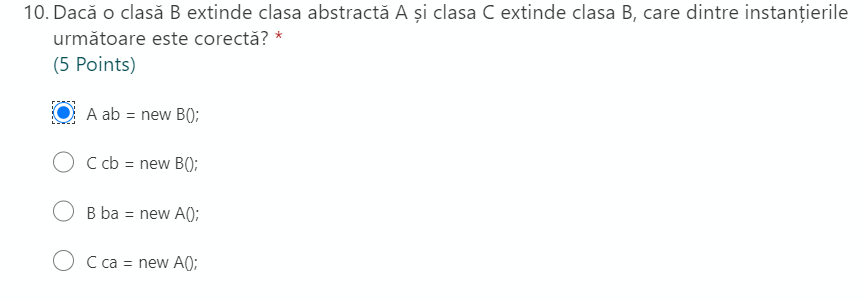 10. Dacă o clasă B extinde clasa abstractă A și clasa C extinde clasa B, care dintre instanțierile
următoare este corectă? *
(5 Points)
A ab = new B();
C cb = new B();
B ba = new A();
C ca = new A();